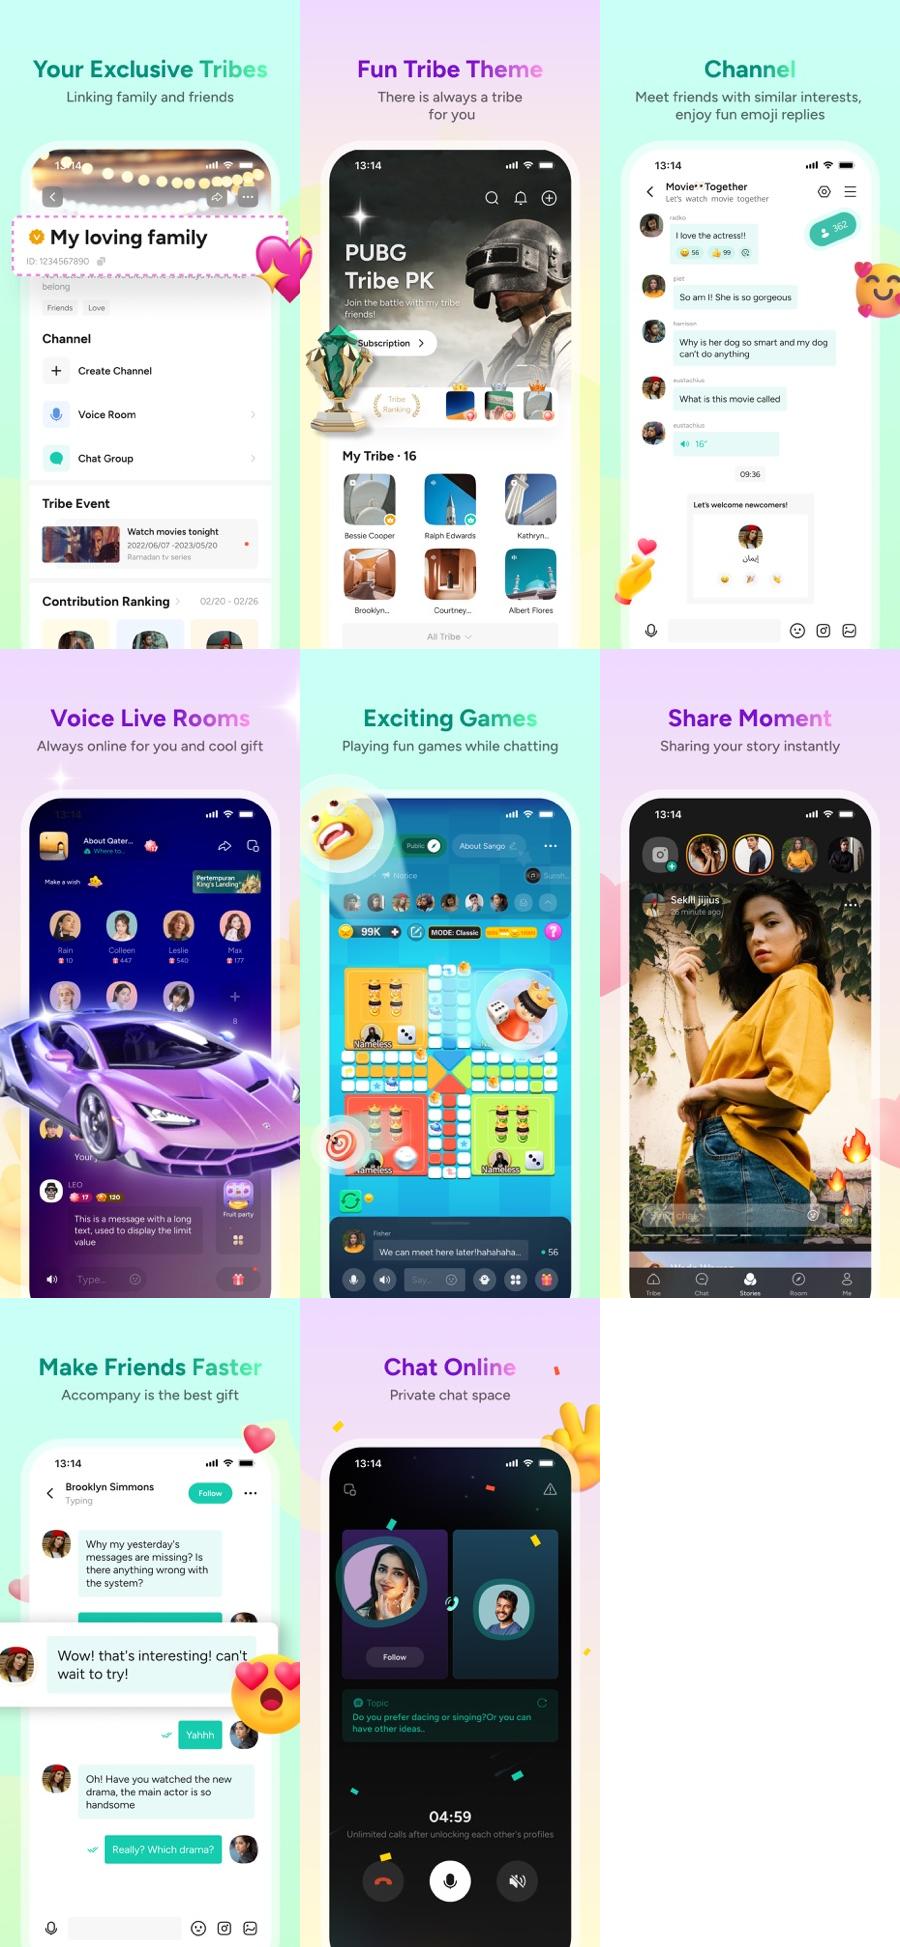 Your Exclusive Tribes
Linking family and friends
13:14
My loving family
ID: 1234567890
belong
Friends
Love
Channel
Create Channel
Voice Room
Chat Group
Tribe Event
Watch movies tonight
2022/06/07 -2023/05/20
Ramadan tv series
Contribution Ranking
02/20 - 02/26
Fun Tribe Theme
There is always a tribe
for you
13:14
PUBG
Tribe PK
Join the battle with my tribe
friends!
Subscription
Tribe
Ranking
My Tribe · 16
Bessie Cooper
Ralph Edwards
Kathryn...
Brooklyn...
Courtney...
Albert Flores
All Tribe
Channel
Meet friends with similar interests,
enjoy fun emoji replies
13:14
Movie👀Together
Let's watch movie together
362
radko
I love the actress!!
56
99
piet
So am I! She is so gorgeous
harrison
Why is her dog so smart and my dog
can't do anything
eustachius
What is this movie called
eustachius
16"
09:36
Let's welcome newcomers!
إيمان
Voice Live Rooms
Always online for you and cool gift
13:14
About Qater...
Where to...
Make a wish
Pertempuran
King's Landing
Rain
Colleen
Leslie
Max
10
447
540
177
8
Your
LEO
17
120
This is a message with a long
text, used to display the limit
value
Fruit party
Type...
Exciting Games
Playing fun games while chatting
Public
About Sango
Notice
Sunsh...
99K
MODE: Classic
Nameless
Nameless
Nameless
Fisher
We can meet here later!hahahaha...
56
Say...
Share Moment
Sharing your story instantly
13:14
Seklll jijius
26 minute ago
Send chat
999
Tribe
Chat
Stories
Room
Me
Make Friends Faster
Accompany is the best gift
13:14
Brooklyn Simmons
Typing
Follow
Why my yesterday's
messages are missing? Is
there anything wrong with
the system?
Wow! that's interesting! can't
wait to try!
Yahhh
Oh! Have you watched the new
drama, the main actor is so
handsome
Really? Which drama?
Chat Online
Private chat space
13:14
Follow
Topic
Do you prefer dacing or singing?Or you can
have other ideas..
04:59
Unlimited calls after unlocking each other's profiles